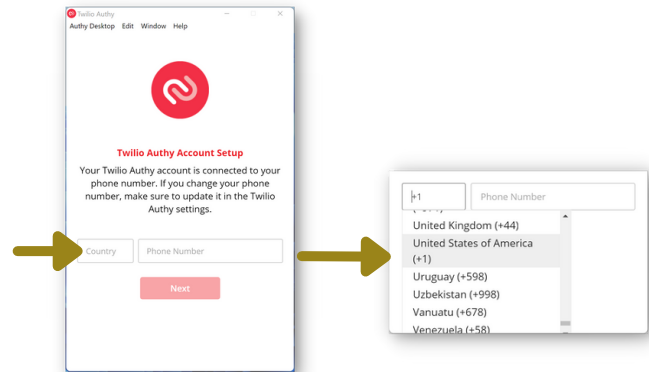 Twilio Authy
Authy Desktop Edit Window Help
Twilio Authy Account Setup
Your Twilio Authy account is connected to your
phone number. If you change your phone
number, make sure to update it in the Twilio
Authy settings.
Country Phone Number
Next
+1 Phone Number
United Kingdom (+44)
United States of America
(+1)
Uruguay (+598)
Uzbekistan (+998)
Vanuatu (+678)
Venezuela (+58)